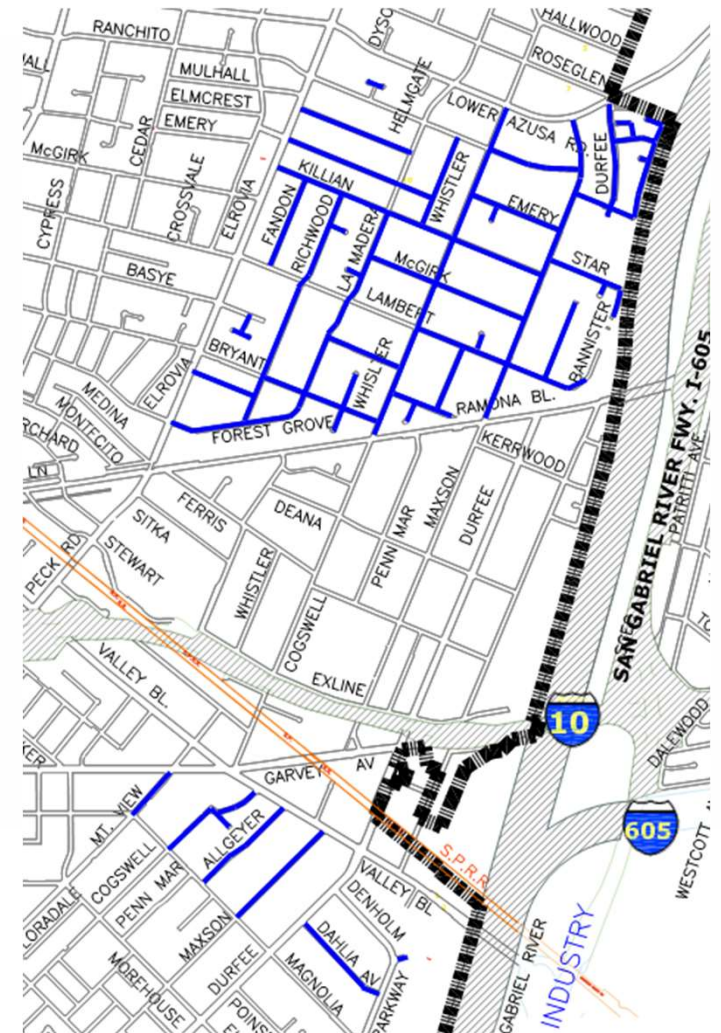 HALLWOOD
RANCHITO
ROSEGLEN
MULHALL
HELMGATE
ELMCREST
LOWER AZUSA RD.
EMERY
McGIRK
CEDAR
CROSSVALE
CYPRESS
ELROVIA
KILLIAN
FANDON
RICHWOOD
LA MADERA
WHISTLER
DURFEE
EMERY
STAR
BASYE
McGIRK
LAMBERT
BANNISTER
BRYANT
ELROVIA
MEDINA
MONTECITO
WHISLER
RAMONA BL.
FOREST GROVE
KERRWOOD
LN
SAN GABRIEL RIVER FWY. I-605
PATRITTI AVE.
FERRIS
DEANA
SITKA
STEWART
PECK RD
WHISTLER
COGSWELL
PENN MAR
MAXSON
DURFEE
EXLINE
VALLEY BL.
10
DALEWOOD
GARVEY AV
MT. VIEW
605
WESTCOTT
S.P.R.R.
ALLGEYER
COGSWELL
PENN MAR
VALLEY BL
DENHOLM
MAXSON
DURFEE
DAHLIA AV
MAGNOLIA
MOREHOUSE
PARKWAY
GABRIEL RIVER
INDUSTRY